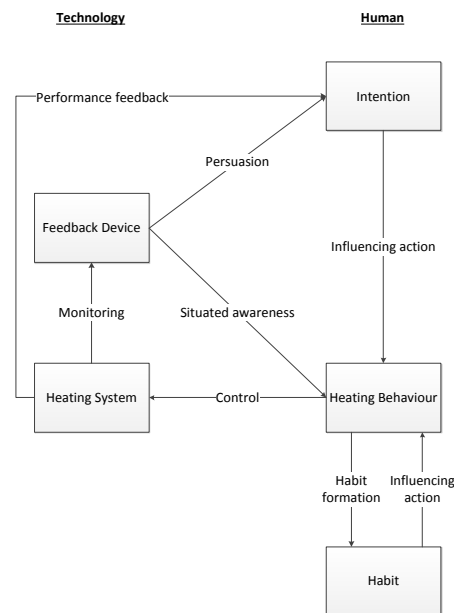 Technology
Human
Performance feedback
Intention
Persuasion
Feedback Device
Influencing action
Monitoring
Situated awareness
Heating System
Control
Heating Behaviour
Habit
formation
Influencing
action
Habit